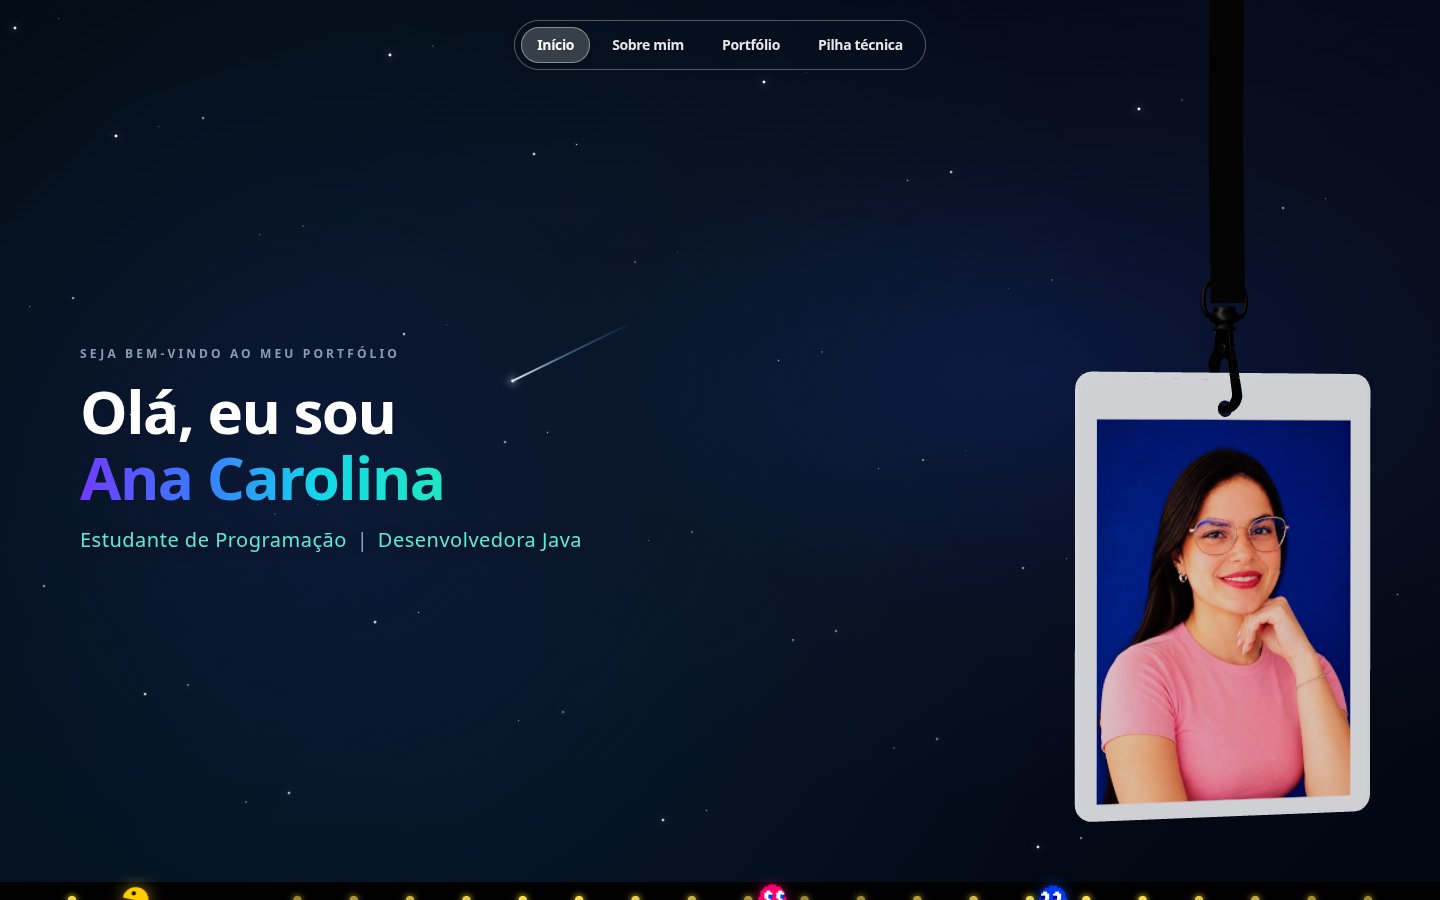 Início
Sobre mim
Portfólio
Pilha técnica
SEJA BEM-VINDO AO MEU PORTFÓLIO
Olá, eu sou
Ana Carolina
Estudante de Programação | Desenvolvedora Java